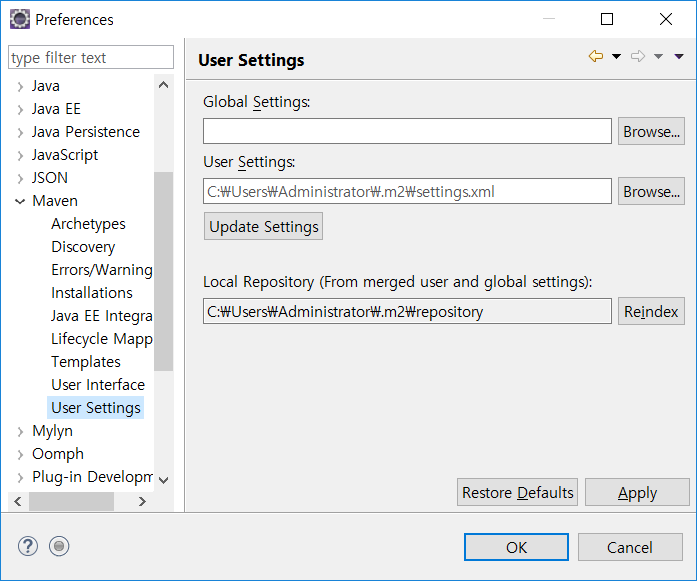 Preferences
type filter text
Java
Java EE
Java Persistence
JavaScript
JSON
Maven
Archetypes
Discovery
Errors/Warning
Installations
Java EE Integra
Lifecycle Mapp
Templates
User Interface
User Settings
Mylyn
Oomph
Plug-in Developm
User Settings
Global Settings:
Browse...
User Settings:
C:₩Users₩Administrator₩.m2₩settings.xml
Browse...
Update Settings
Local Repository (From merged user and global settings):
C:₩Users₩Administrator₩.m2₩repository
Reindex
Restore Defaults
Apply
?
OK
Cancel